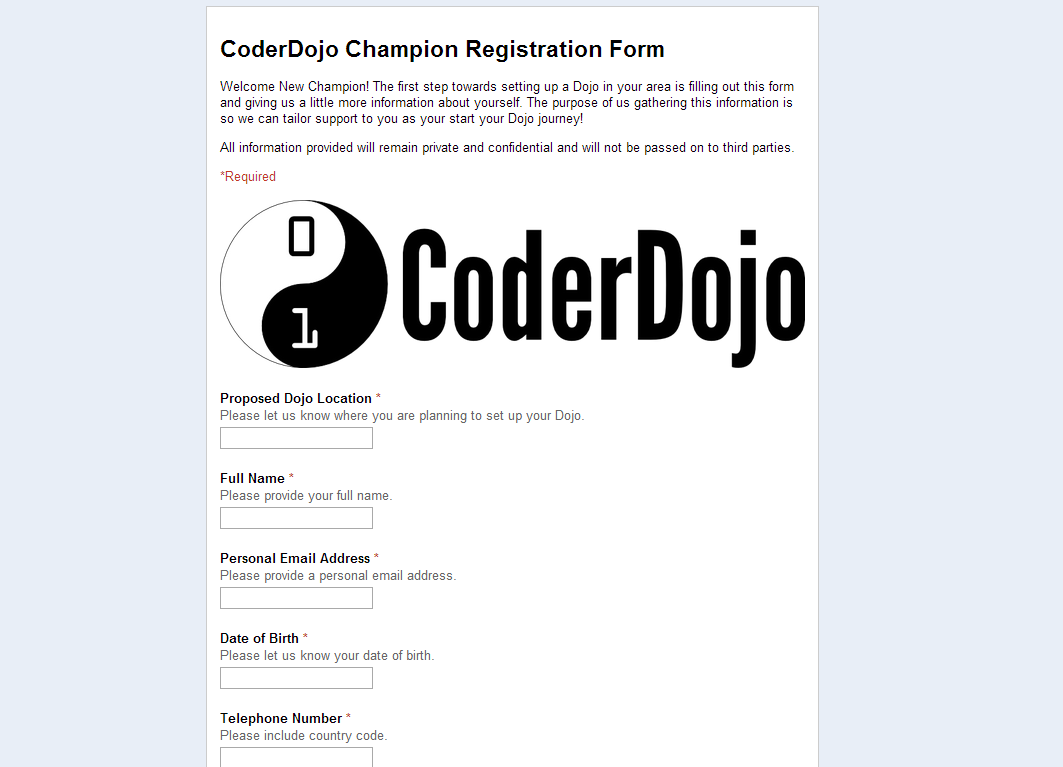 CoderDojo Champion Registration Form
Welcome New Champion! The first step towards setting up a Dojo in your area is filling out this form
and giving us a little more information about yourself. The purpose of us gathering this information is
so we can tailor support to you as your start your Dojo journey!
All information provided will remain private and confidential and will not be passed on to third parties.
*Required
0
1
CoderDojo
Proposed Dojo Location *
Please let us know where you are planning to set up your Dojo.
Full Name *
Please provide your full name.
Personal Email Address *
Please provide a personal email address.
Date of Birth *
Please let us know your date of birth.
Telephone Number *
Please include country code.